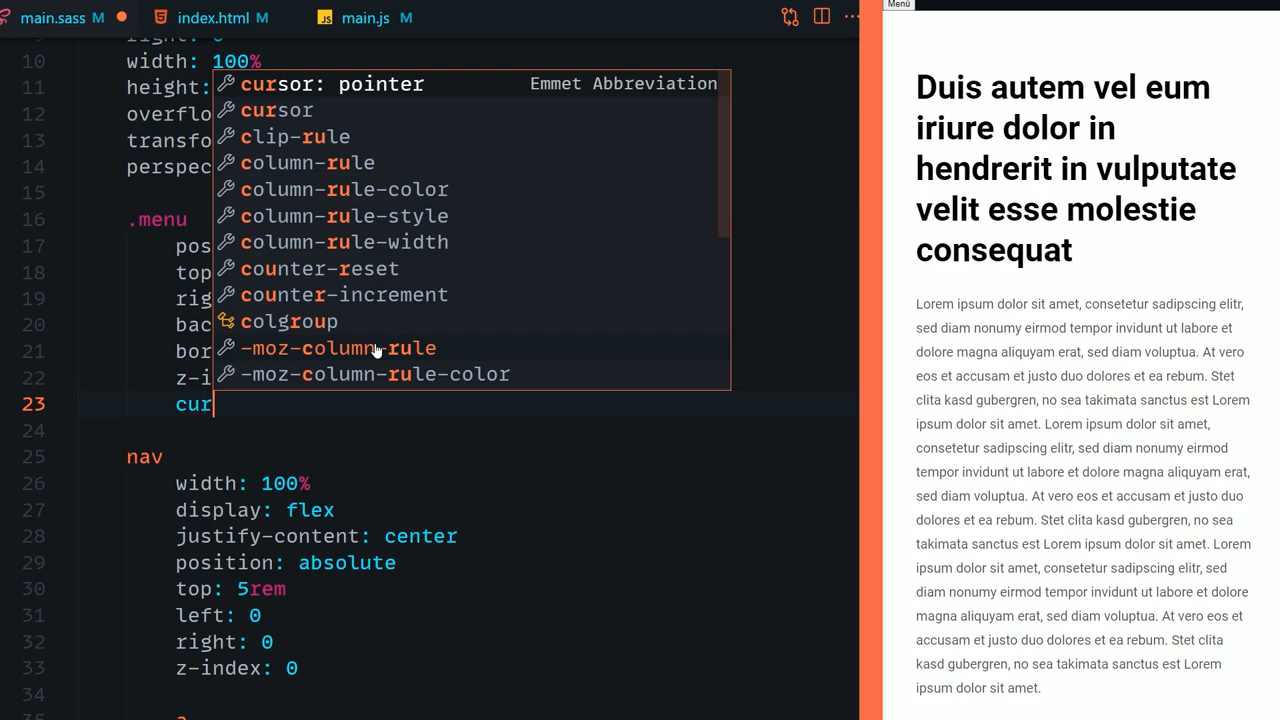 main.sass M
index.html M
JS main.js M
Menü
9 right: 0
10 width: 100%
11 height:
12 overflo
13 transfo
14 perspec
15
16 .menu
17 pos
18 top
19 rig
20 bac
21 bor
22 z-i
23 cur
24
25 nav
26 width: 100%
27 display: flex
28 justify-content: center
29 position: absolute
30 top: 5rem
31 left: 0
32 right: 0
33 z-index: 0
34
35 a
cursor: pointer Emmet Abbreviation
cursor
clip-rule
column-rule
column-rule-color
column-rule-style
column-rule-width
counter-reset
counter-increment
colgroup
-moz-column-rule
-moz-column-rule-color
Duis autem vel eum
iriure dolor in
hendrerit in vulputate
velit esse molestie
consequat
Lorem ipsum dolor sit amet, consetetur sadipscing elitr,
sed diam nonumy eirmod tempor invidunt ut labore et
dolore magna aliquyam erat, sed diam voluptua. At vero
eos et accusam et justo duo dolores et ea rebum. Stet
clita kasd gubergren, no sea takimata sanctus est Lorem
ipsum dolor sit amet. Lorem ipsum dolor sit amet,
consetetur sadipscing elitr, sed diam nonumy eirmod
tempor invidunt ut labore et dolore magna aliquyam erat,
sed diam voluptua. At vero eos et accusam et justo duo
dolores et ea rebum. Stet clita kasd gubergren, no sea
takimata sanctus est Lorem ipsum dolor sit amet. Lorem
ipsum dolor sit amet, consetetur sadipscing elitr, sed
diam nonumy eirmod tempor invidunt ut labore et dolore
magna aliquyam erat, sed diam voluptua. At vero eos et
accusam et justo duo dolores et ea rebum. Stet clita
kasd gubergren, no sea takimata sanctus est Lorem
ipsum dolor sit amet.